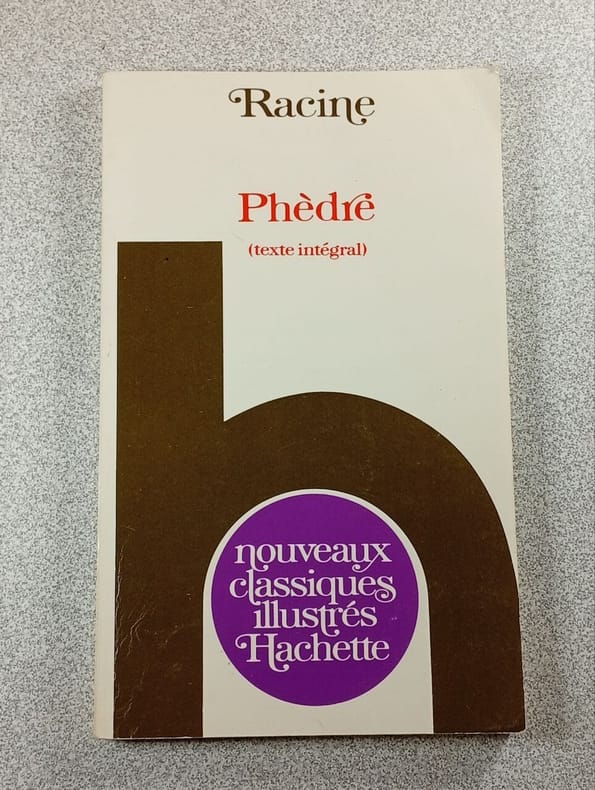 Racine
Phèdre
(texte intégral)
h
nouveaux
classiques
illustrés
Hachette